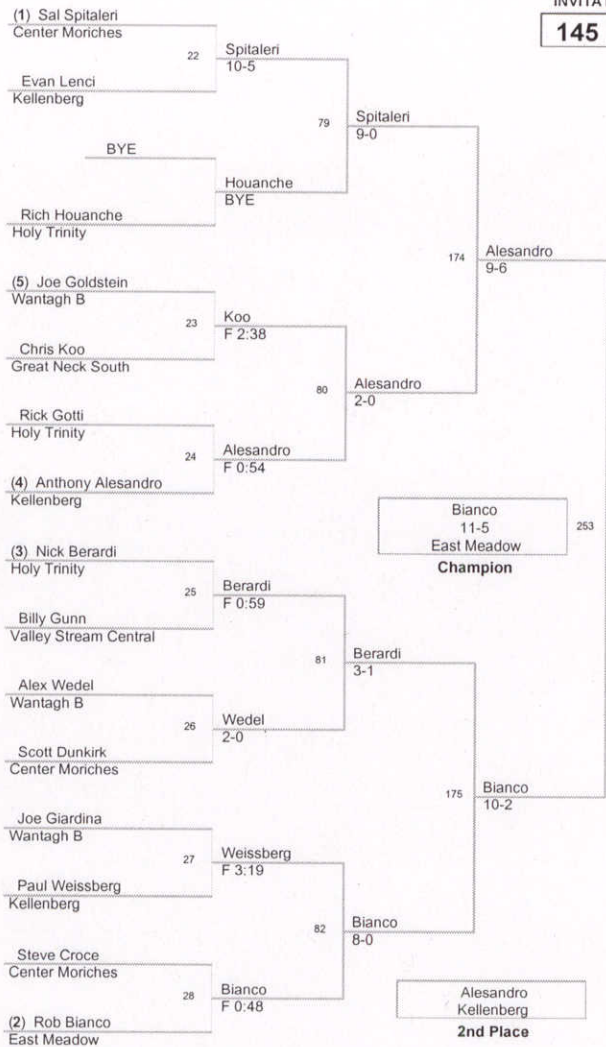 INVITA
145
(1) Sal Spitaleri
Center Moriches
22
Spitaleri
10-5
Evan Lenci
Kellenberg
79
Spitaleri
9-0
BYE
Houanche
BYE
Rich Houanche
Holy Trinity
174
Alesandro
9-6
(5) Joe Goldstein
Wantagh B
23
Koo
F 2:38
Chris Koo
Great Neck South
80
Alesandro
2-0
Rick Gotti
Holy Trinity
24
Alesandro
F 0:54
(4) Anthony Alesandro
Kellenberg
Bianco
11-5
East Meadow
253
Champion
(3) Nick Berardi
Holy Trinity
25
Berardi
F 0:59
Billy Gunn
Valley Stream Central
81
Berardi
3-1
Alex Wedel
Wantagh B
26
Wedel
2-0
Scott Dunkirk
Center Moriches
175
Bianco
10-2
Joe Giardina
Wantagh B
27
Weissberg
F 3:19
Paul Weissberg
Kellenberg
82
Bianco
8-0
Steve Croce
Center Moriches
28
Bianco
F 0:48
(2) Rob Bianco
East Meadow
Alesandro
Kellenberg
2nd Place